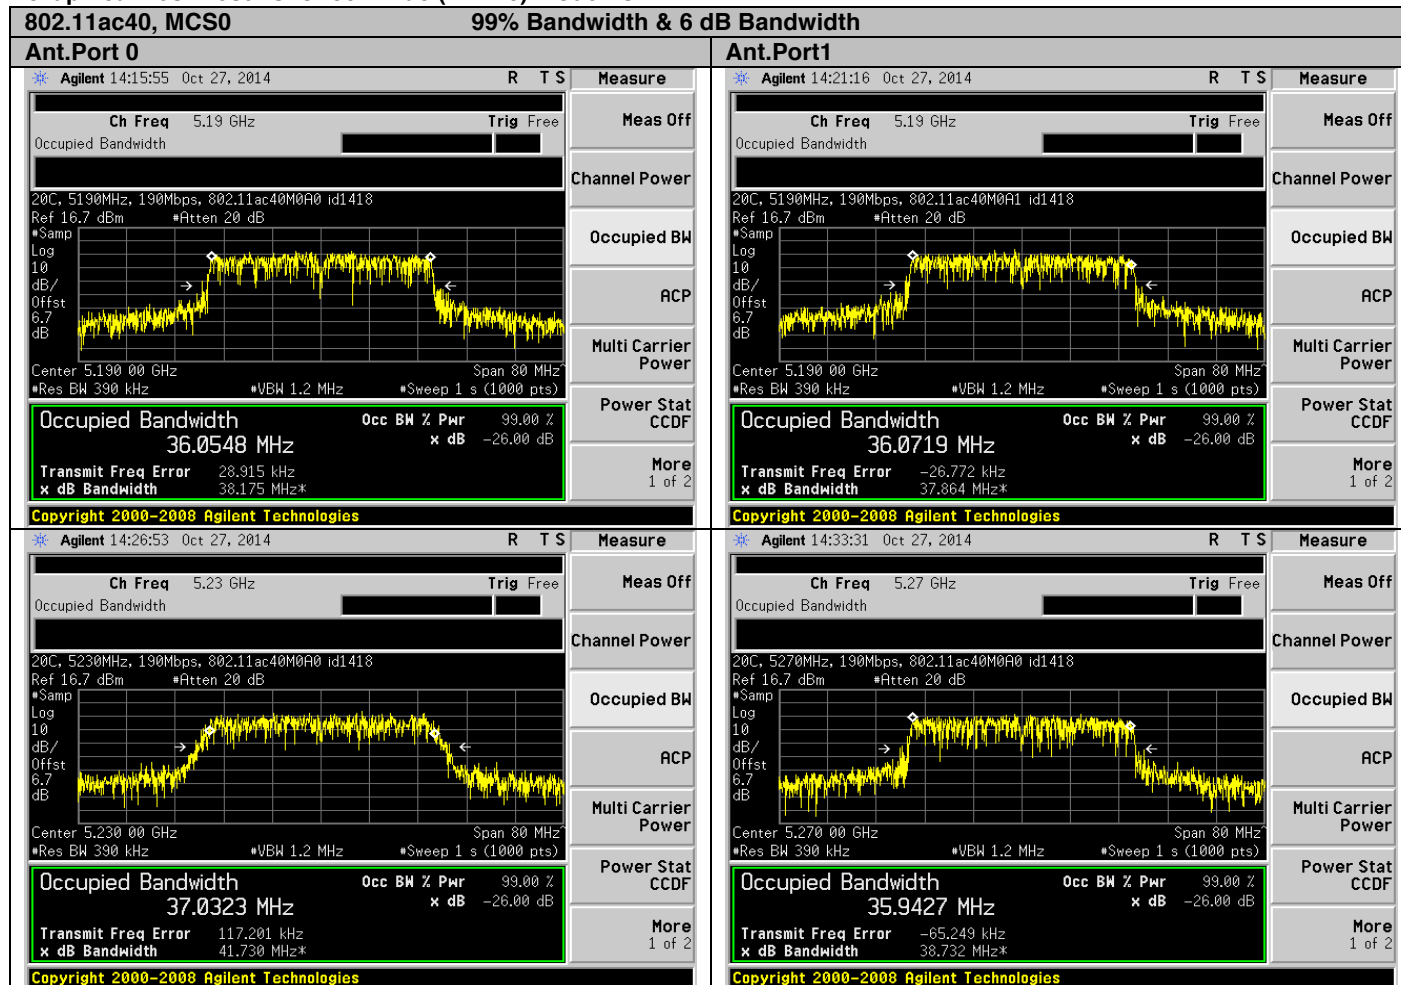 802.11ac40, MCS0 99% Bandwidth & 6 dB Bandwidth
Ant.Port 0 Ant.Port1
Agilent 14:15:55 Oct 27, 2014 R T S Measure
Ch Freq 5.19 GHz Trig Free
Occupied Bandwidth
Meas Off
Channel Power
20C, 5190MHz, 190Mbps, 802.11ac40M0A0 id1418
Ref 16.7 dBm #Atten 20 dB
#Samp
Log
10
dB/
Offst
6.7
dB
Occupied BW
ACP
Multi Carrier
Power
Center 5.190 00 GHz Span 80 MHz^
#Res BW 390 kHz #VBW 1.2 MHz #Sweep 1 s (1000 pts)
Occupied Bandwidth Occ BW % Pwr 99.00 %
36.0548 MHz x dB -26.00 dB
Transmit Freq Error 28.915 kHz
x dB Bandwidth 38.175 MHz*
Power Stat
CCDF
More
1 of 2
Copyright 2000-2008 Agilent Technologies
Agilent 14:21:16 Oct 27, 2014 R T S Measure
Ch Freq 5.19 GHz Trig Free
Occupied Bandwidth
Meas Off
Channel Power
20C, 5190MHz, 190Mbps, 802.11ac40M0A1 id1418
Ref 16.7 dBm #Atten 20 dB
#Samp
Log
10
dB/
Offst
6.7
dB
Occupied BW
ACP
Multi Carrier
Power
Center 5.190 00 GHz Span 80 MHz^
#Res BW 390 kHz #VBW 1.2 MHz #Sweep 1 s (1000 pts)
Occupied Bandwidth Occ BW % Pwr 99.00 %
36.0719 MHz x dB -26.00 dB
Transmit Freq Error -26.772 kHz
x dB Bandwidth 37.864 MHz*
Power Stat
CCDF
More
1 of 2
Copyright 2000-2008 Agilent Technologies
Agilent 14:26:53 Oct 27, 2014 R T S Measure
Ch Freq 5.23 GHz Trig Free
Occupied Bandwidth
Meas Off
Channel Power
20C, 5230MHz, 190Mbps, 802.11ac40M0A0 id1418
Ref 16.7 dBm #Atten 20 dB
#Samp
Log
10
dB/
Offst
6.7
dB
Occupied BW
ACP
Multi Carrier
Power
Center 5.230 00 GHz Span 80 MHz^
#Res BW 390 kHz #VBW 1.2 MHz #Sweep 1 s (1000 pts)
Occupied Bandwidth Occ BW % Pwr 99.00 %
37.0323 MHz x dB -26.00 dB
Transmit Freq Error 117.201 kHz
x dB Bandwidth 41.730 MHz*
Power Stat
CCDF
More
1 of 2
Copyright 2000-2008 Agilent Technologies
Agilent 14:33:31 Oct 27, 2014 R T S Measure
Ch Freq 5.27 GHz Trig Free
Occupied Bandwidth
Meas Off
Channel Power
20C, 5270MHz, 190Mbps, 802.11ac40M0A0 id1418
Ref 16.7 dBm #Atten 20 dB
#Samp
Log
10
dB/
Offst
6.7
dB
Occupied BW
ACP
Multi Carrier
Power
Center 5.270 00 GHz Span 80 MHz^
#Res BW 390 kHz #VBW 1.2 MHz #Sweep 1 s (1000 pts)
Occupied Bandwidth Occ BW % Pwr 99.00 %
35.9427 MHz x dB -26.00 dB
Transmit Freq Error -65.249 kHz
x dB Bandwidth 38.732 MHz*
Power Stat
CCDF
More
1 of 2
Copyright 2000-2008 Agilent Technologies